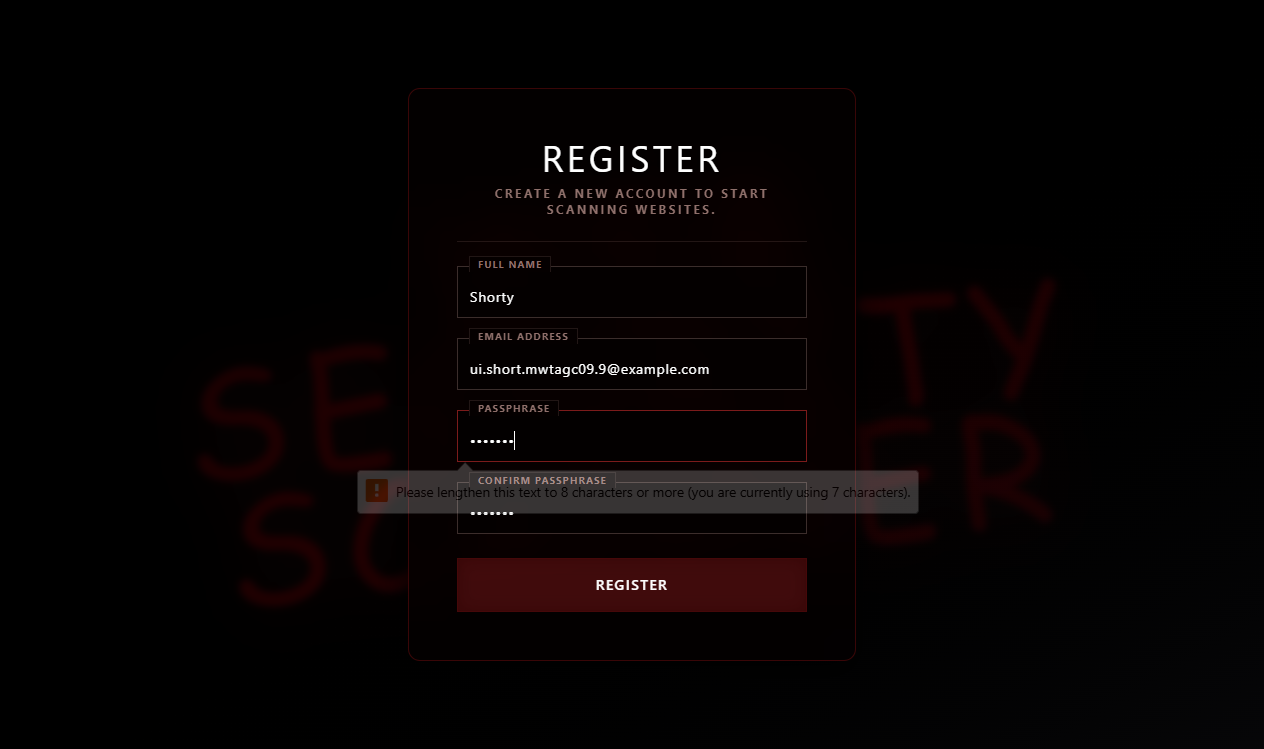 REGISTER
CREATE A NEW ACCOUNT TO START
SCANNING WEBSITES.
FULL NAME
Shorty
EMAIL ADDRESS
ui.short.mwtagc09.9@example.com
PASSPHRASE
•••••••
CONFIRM PASSPHRASE
Please lengthen this text to 8 characters or more (you are currently using 7 characters).
•••••••
REGISTER